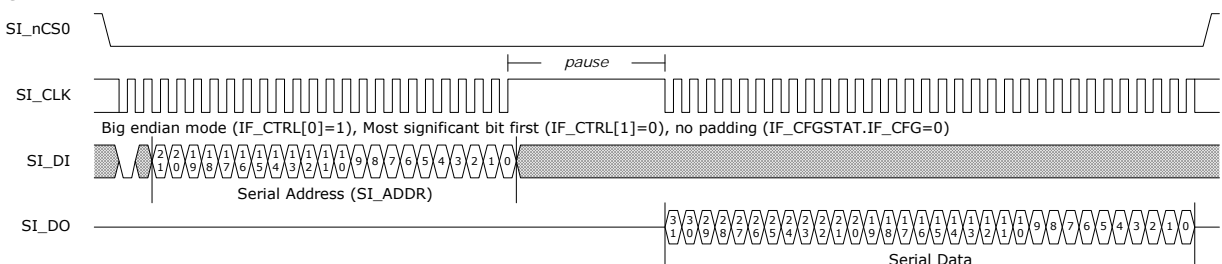 SI_nCS0
pause
SI_CLK
Big endian mode (IF_CTRL[0]=1), Most significant bit first (IF_CTRL[1]=0), no padding (IF_CFGSTAT.IF_CFG=0)
SI_DI 21 20 19 18 17 16 15 14 13 12 11 10 9 8 7 6 5 4 3 2 1 0
Serial Address (SI_ADDR)
SI_DO 31 30 29 28 27 26 25 24 23 22 21 20 19 18 17 16 15 14 13 12 11 10 9 8 7 6 5 4 3 2 1 0
Serial Data